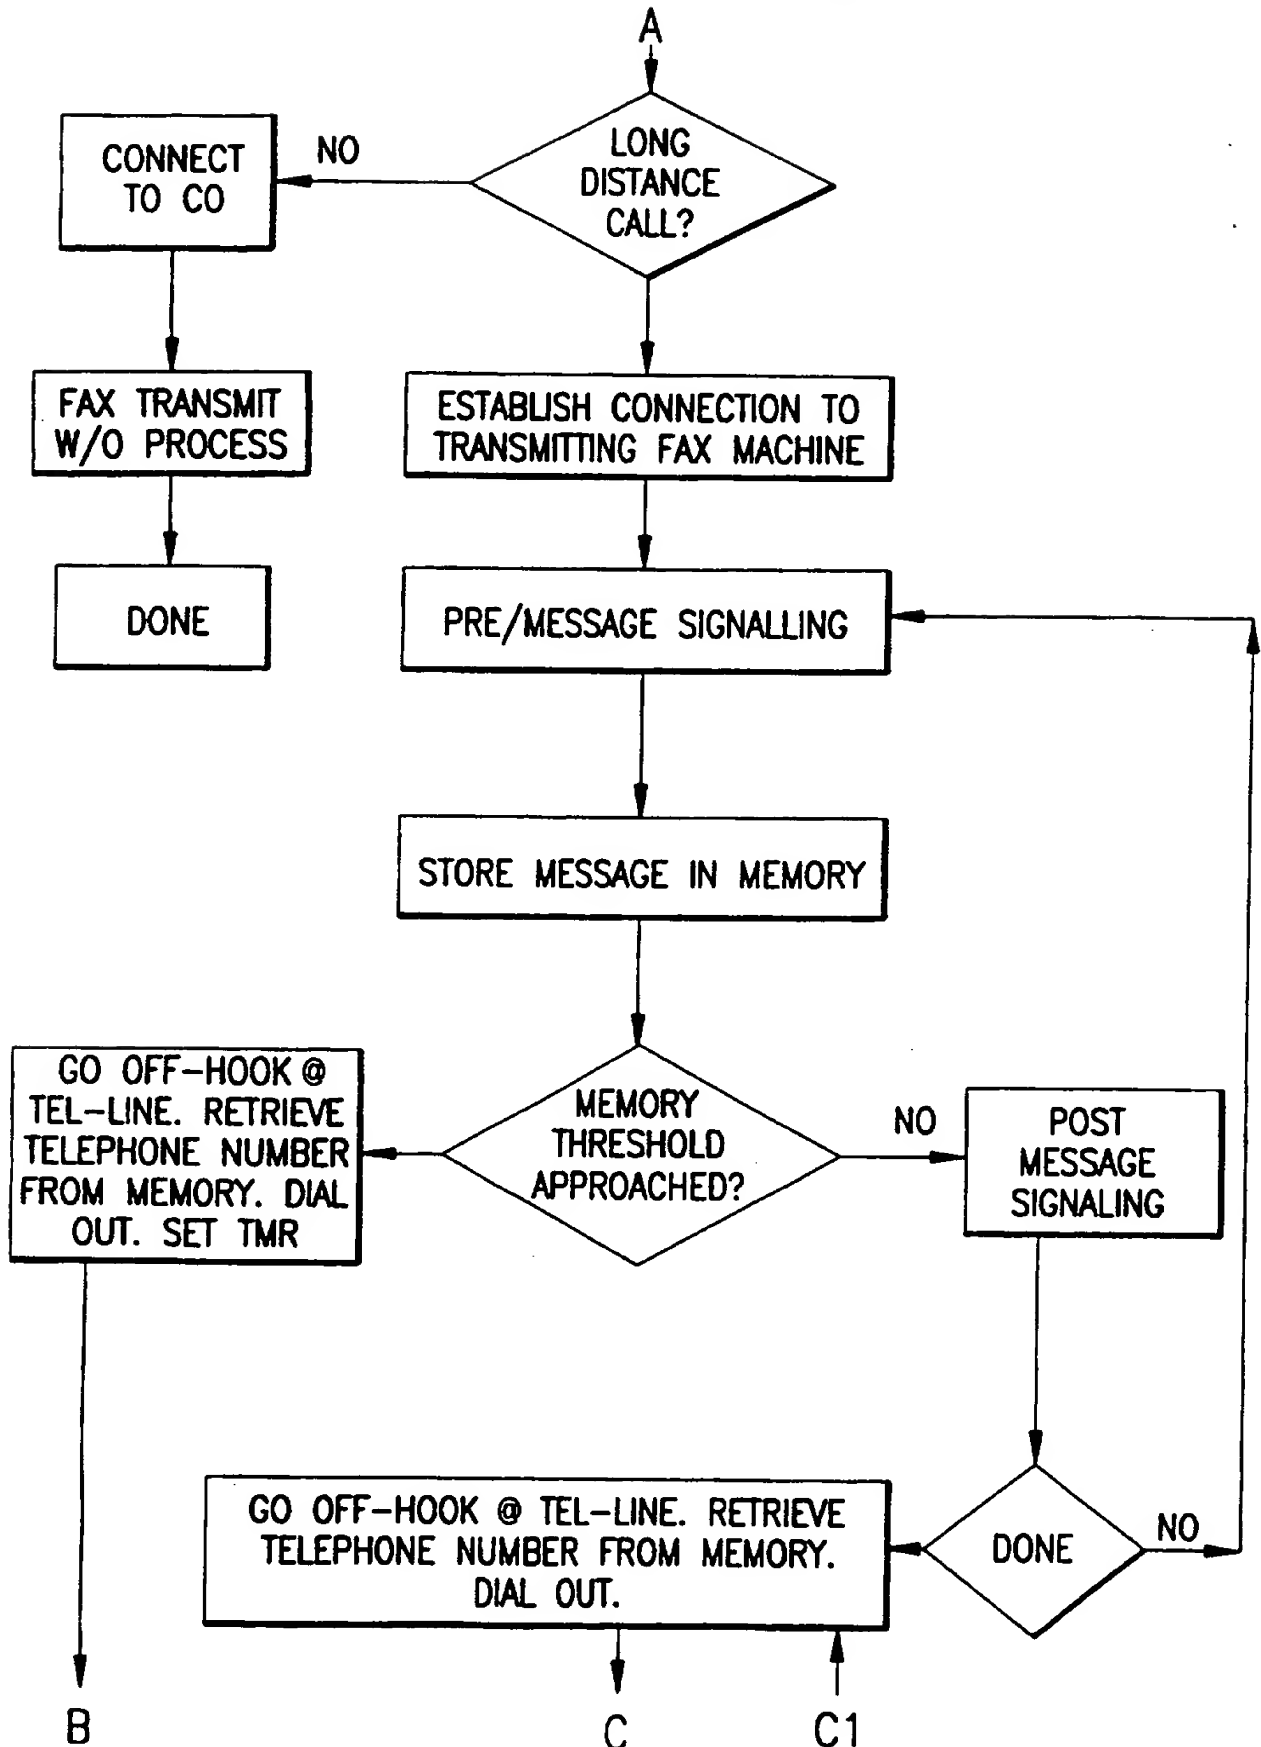 A
LONG
DISTANCE
CALL?
NO
CONNECT
TO CO
FAX TRANSMIT
W/O PROCESS
DONE
ESTABLISH CONNECTION TO
TRANSMITTING FAX MACHINE
PRE/MESSAGE SIGNALLING
STORE MESSAGE IN MEMORY
MEMORY
THRESHOLD
APPROACHED?
GO OFF-HOOK @
TEL-LINE. RETRIEVE
TELEPHONE NUMBER
FROM MEMORY. DIAL
OUT. SET TMR
NO
POST
MESSAGE
SIGNALING
DONE
NO
GO OFF-HOOK @ TEL-LINE. RETRIEVE
TELEPHONE NUMBER FROM MEMORY.
DIAL OUT.
B
C
C1